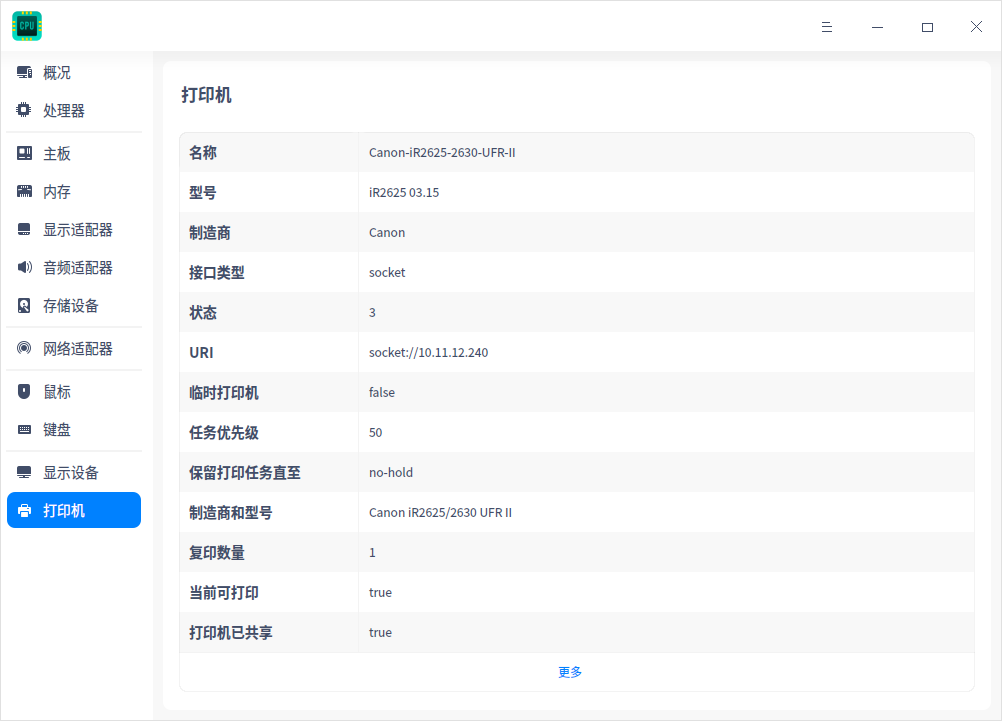 CPU
概况
处理器
主板
内存
显示适配器
音频适配器
存储设备
网络适配器
鼠标
键盘
显示设备
打印机
打印机
名称 Canon-iR2625-2630-UFR-II
型号 iR2625 03.15
制造商 Canon
接口类型 socket
状态 3
URI socket://10.11.12.240
临时打印机 false
任务优先级 50
保留打印任务直至 no-hold
制造商和型号 Canon iR2625/2630 UFR II
复印数量 1
当前可打印 true
打印机已共享 true
更多